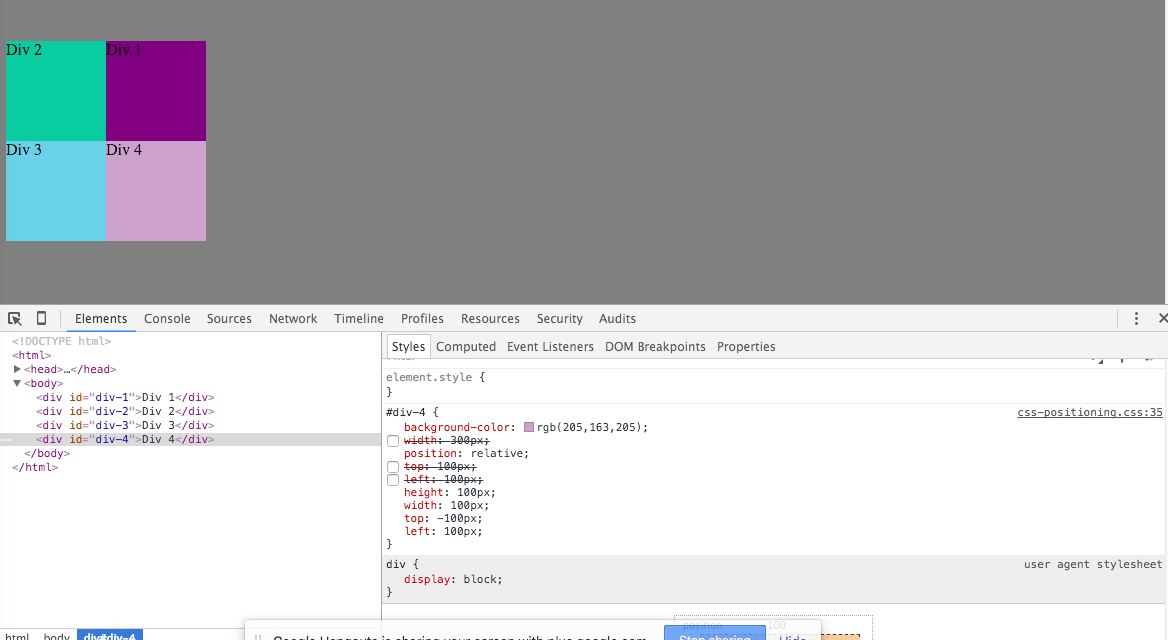 Div 2 Div 1
Div 3 Div 4
Elements Console Sources Network Timeline Profiles Resources Security Audits
<!DOCTYPE html>
<html>
<head>…</head>
<body>
<div id="div-1">Div 1</div>
<div id="div-2">Div 2</div>
<div id="div-3">Div 3</div>
<div id="div-4">Div 4</div>
</body>
</html>
html body div#div-4
Styles Computed Event Listeners DOM Breakpoints Properties
element.style {
}
#div-4 { css-positioning.css:35
background-color: rgb(205,163,205);
width: 300px;
position: relative;
top: 100px;
left: 100px;
height: 100px;
width: 100px;
top: -100px;
left: 100px;
}
div { user agent stylesheet
display: block;
}
position 100
Google Hangouts is sharing your screen with plus.google.com. Stop sharing Hide